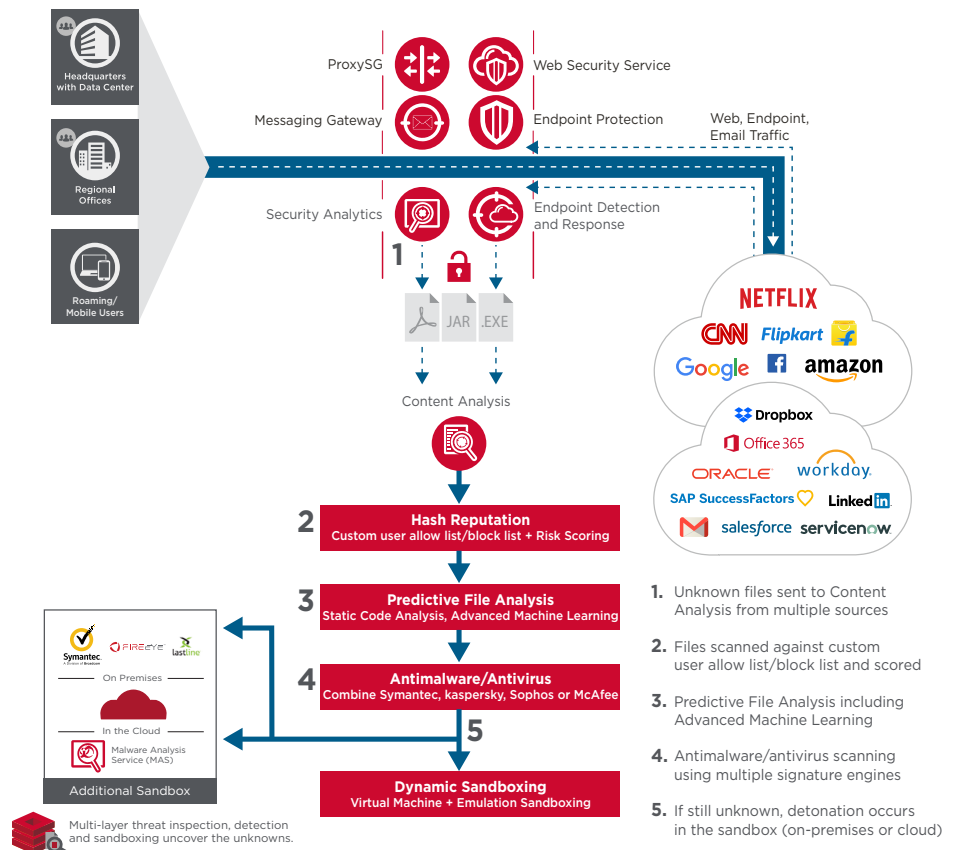 Headquarters
with Data Center
Regional
Offices
Roaming/
Mobile Users
ProxySG
Web Security Service
Messaging Gateway
Endpoint Protection
Web, Endpoint,
Email Traffic
Security Analytics
Endpoint Detection
and Response
1
JAR
.EXE
Content Analysis
NETFLIX
CNN
Flipkart
f
Google
f
amazon
Dropbox
Office 365
ORACLE
workday.
SAP SuccessFactors
Linked in
M
salesforce
servicenow
2
Hash Reputation
Custom user allow list/block list + Risk Scoring
3
Predictive File Analysis
Static Code Analysis, Advanced Machine Learning
4
Antimalware/Antivirus
Combine Symantec, kaspersky, Sophos or McAfee
5
Dynamic Sandboxing
Virtual Machine + Emulation Sandboxing
Symantec.
A Division of Broadcom
FIREEYE
lastline
On Premises
In the Cloud
Malware Analysis
Service (MAS)
Additional Sandbox
Multi-layer threat inspection, detection
and sandboxing uncover the unknowns.
1. Unknown files sent to Content
Analysis from multiple sources
2. Files scanned against custom
user allow list/block list and scored
3. Predictive File Analysis including
Advanced Machine Learning
4. Antimalware/antivirus scanning
using multiple signature engines
5. If still unknown, detonation occurs
in the sandbox (on-premises or cloud)